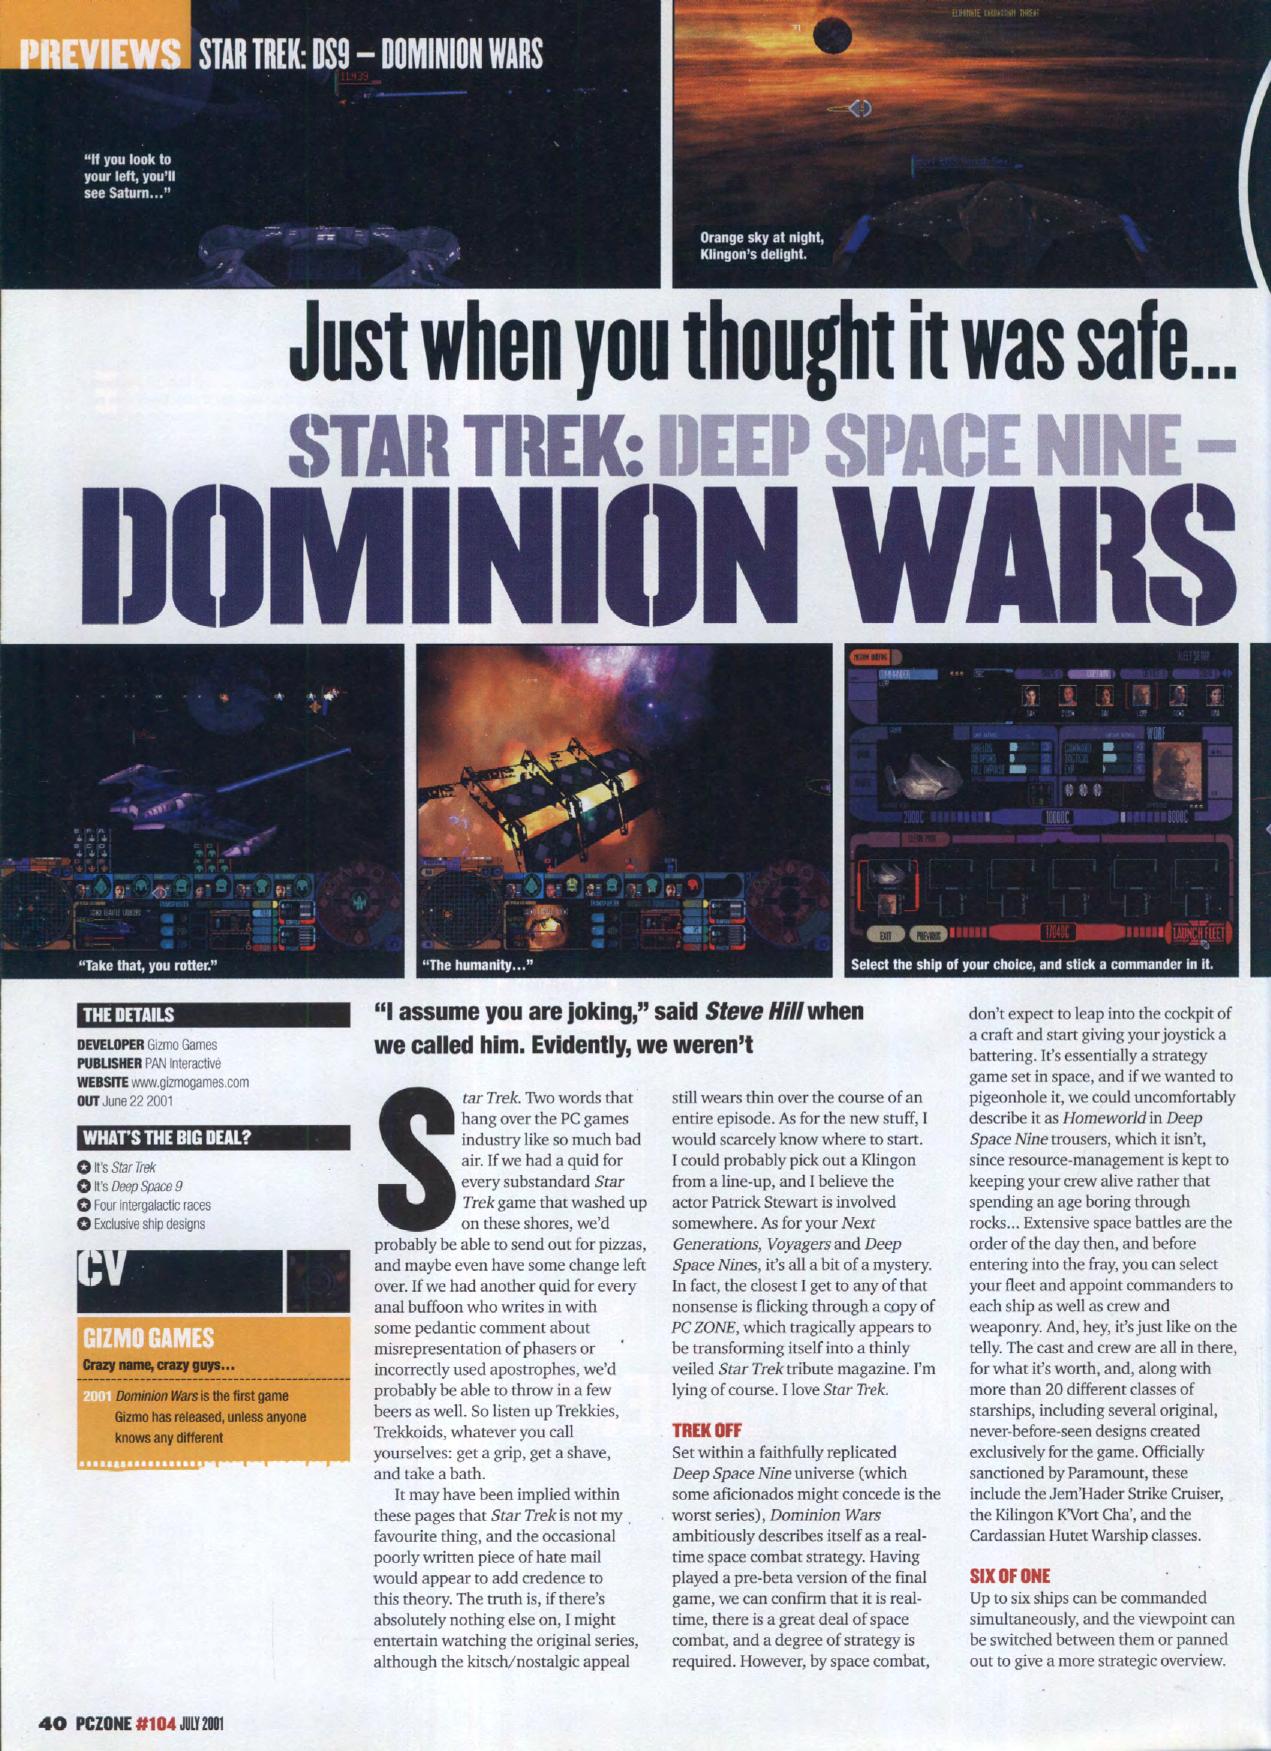 PREVIEWS STAR TREK: DS9 – DOMINION WARS
11.439
"If you look to
your left, you'll
see Saturn..."
ELIMINATE CARDASSIAN THREAT
Orange sky at night,
Klingon's delight.
Just when you thought it was safe...
STAR TREK: DEEP SPACE NINE –
DOMINION WARS
"Take that, you rotter."
"The humanity..."
MISSION BRIEFING
FLEET SETUP
COMMANDER
WORF
SHIELDS
WEAPONS
FULL IMPULSE
COMMAND
TACTICAL
EXP
2000C
10000C
8000C
EXIT
PREVIOUS
17040C
LAUNCH FLEET
Select the ship of your choice, and stick a commander in it.
THE DETAILS
DEVELOPER Gizmo Games
PUBLISHER PAN Interactive
WEBSITE www.gizmogames.com
OUT June 22 2001
WHAT'S THE BIG DEAL?
It's Star Trek
It's Deep Space 9
Four intergalactic races
Exclusive ship designs
CV
GIZMO GAMES
Crazy name, crazy guys...
2001 Dominion Wars is the first game
Gizmo has released, unless anyone
knows any different
"I assume you are joking," said Steve Hill when
we called him. Evidently, we weren't
Star Trek. Two words that
hang over the PC games
industry like so much bad
air. If we had a quid for
every substandard Star
Trek game that washed up
on these shores, we'd
probably be able to send out for pizzas,
and maybe even have some change left
over. If we had another quid for every
anal buffoon who writes in with
some pedantic comment about
misrepresentation of phasers or
incorrectly used apostrophes, we'd
probably be able to throw in a few
beers as well. So listen up Trekkies,
Trekkoids, whatever you call
yourselves: get a grip, get a shave,
and take a bath.
It may have been implied within
these pages that Star Trek is not my
favourite thing, and the occasional
poorly written piece of hate mail
would appear to add credence to
this theory. The truth is, if there's
absolutely nothing else on, I might
entertain watching the original series,
although the kitsch/nostalgic appeal
still wears thin over the course of an
entire episode. As for the new stuff, I
would scarcely know where to start.
I could probably pick out a Klingon
from a line-up, and I believe the
actor Patrick Stewart is involved
somewhere. As for your Next
Generations, Voyagers and Deep
Space Nines, it's all a bit of a mystery.
In fact, the closest I get to any of that
nonsense is flicking through a copy of
PC ZONE, which tragically appears to
be transforming itself into a thinly
veiled Star Trek tribute magazine. I'm
lying of course. I love Star Trek.
TREK OFF
Set within a faithfully replicated
Deep Space Nine universe (which
some aficionados might concede is the
worst series), Dominion Wars
ambitiously describes itself as a real-
time space combat strategy. Having
played a pre-beta version of the final
game, we can confirm that it is real-
time, there is a great deal of space
combat, and a degree of strategy is
required. However, by space combat,
don't expect to leap into the cockpit of
a craft and start giving your joystick a
battering. It's essentially a strategy
game set in space, and if we wanted to
pigeonhole it, we could uncomfortably
describe it as Homeworld in Deep
Space Nine trousers, which it isn't,
since resource-management is kept to
keeping your crew alive rather that
spending an age boring through
rocks... Extensive space battles are the
order of the day then, and before
entering into the fray, you can select
your fleet and appoint commanders to
each ship as well as crew and
weaponry. And, hey, it's just like on the
telly. The cast and crew are all in there,
for what it's worth, and, along with
more than 20 different classes of
starships, including several original,
never-before-seen designs created
exclusively for the game. Officially
sanctioned by Paramount, these
include the Jem'Hader Strike Cruiser,
the Kilingon K'Vort Cha', and the
Cardassian Hutet Warship classes.
SIX OF ONE
Up to six ships can be commanded
simultaneously, and the viewpoint can
be switched between them or panned
out to give a more strategic overview.
40 PCZONE #104 JULY 2001